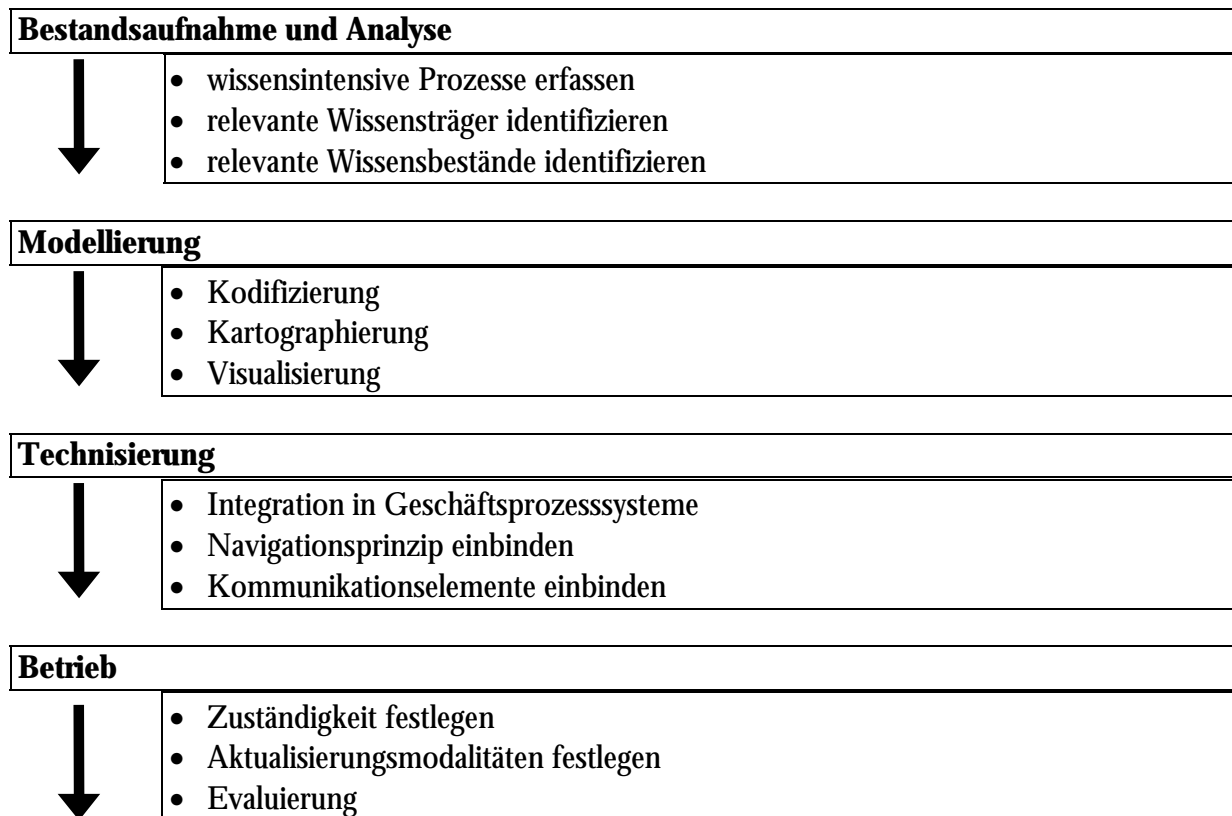 Bestandsaufnahme und Analyse
• wissensintensive Prozesse erfassen
• relevante Wissensträger identifizieren
• relevante Wissensbestände identifizieren
Modellierung
• Kodifizierung
• Kartographierung
• Visualisierung
Technisierung
• Integration in Geschäftsprozesssysteme
• Navigationsprinzip einbinden
• Kommunikationselemente einbinden
Betrieb
• Zuständigkeit festlegen
• Aktualisierungsmodalitäten festlegen
• Evaluierung